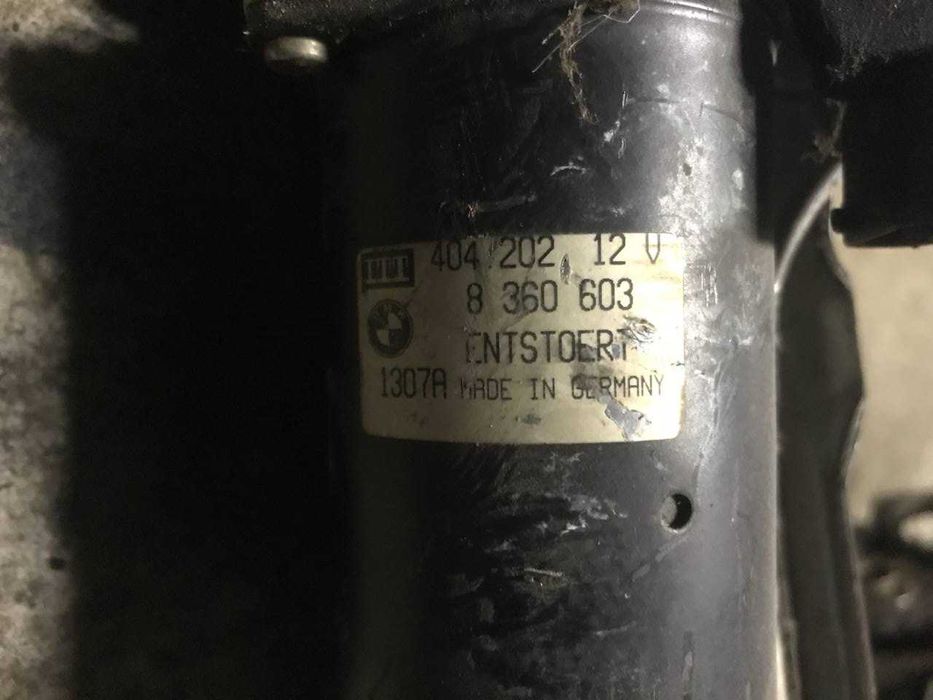 404 202 12 V
8 360 603
ENTSTOERT
1307A MADE IN GERMANY